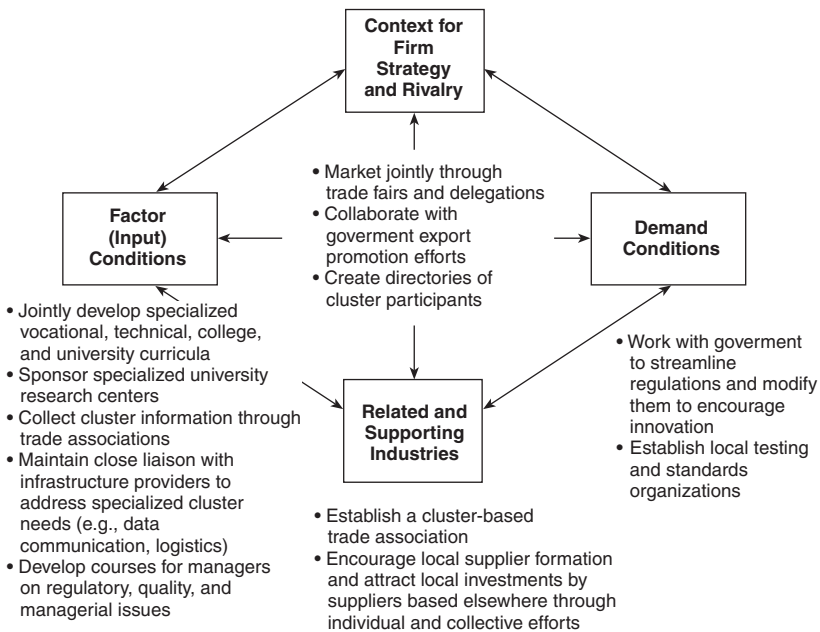 Context for
Firm
Strategy
and Rivalry
• Market jointly through
trade fairs and delegations
• Collaborate with
goverment export
promotion efforts
• Create directories of
cluster participants
Factor
(Input)
Conditions
Demand
Conditions
• Jointly develop specialized
vocational, technical, college,
and university curricula
• Sponsor specialized university
research centers
• Collect cluster information through
trade associations
• Maintain close liaison with
infrastructure providers to
address specialized cluster
needs (e.g., data
communication, logistics)
• Develop courses for managers
on regulatory, quality, and
managerial issues
Related and
Supporting
Industries
• Work with goverment
to streamline
regulations and modify
them to encourage
innovation
• Establish local testing
and standards
organizations
• Establish a cluster-based
trade association
• Encourage local supplier formation
and attract local investments by
suppliers based elsewhere through
individual and collective efforts